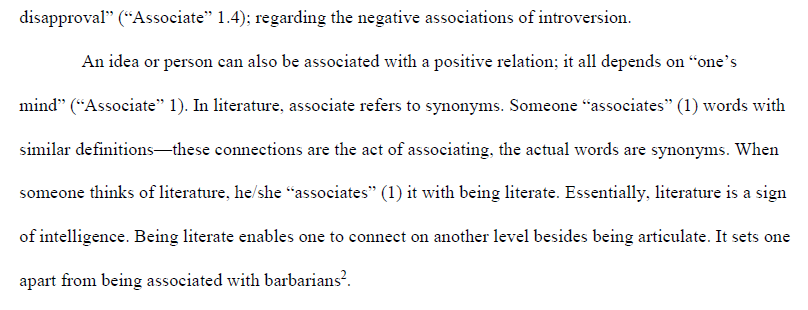 disapproval” (“Associate” 1.4); regarding the negative associations of introversion.
An idea or person can also be associated with a positive relation; it all depends on “one’s
mind” (“Associate” 1). In literature, associate refers to synonyms. Someone “associates” (1) words with
similar definitions—these connections are the act of associating, the actual words are synonyms. When
someone thinks of literature, he/she “associates” (1) it with being literate. Essentially, literature is a sign
of intelligence. Being literate enables one to connect on another level besides being articulate. It sets one
apart from being associated with barbarians².